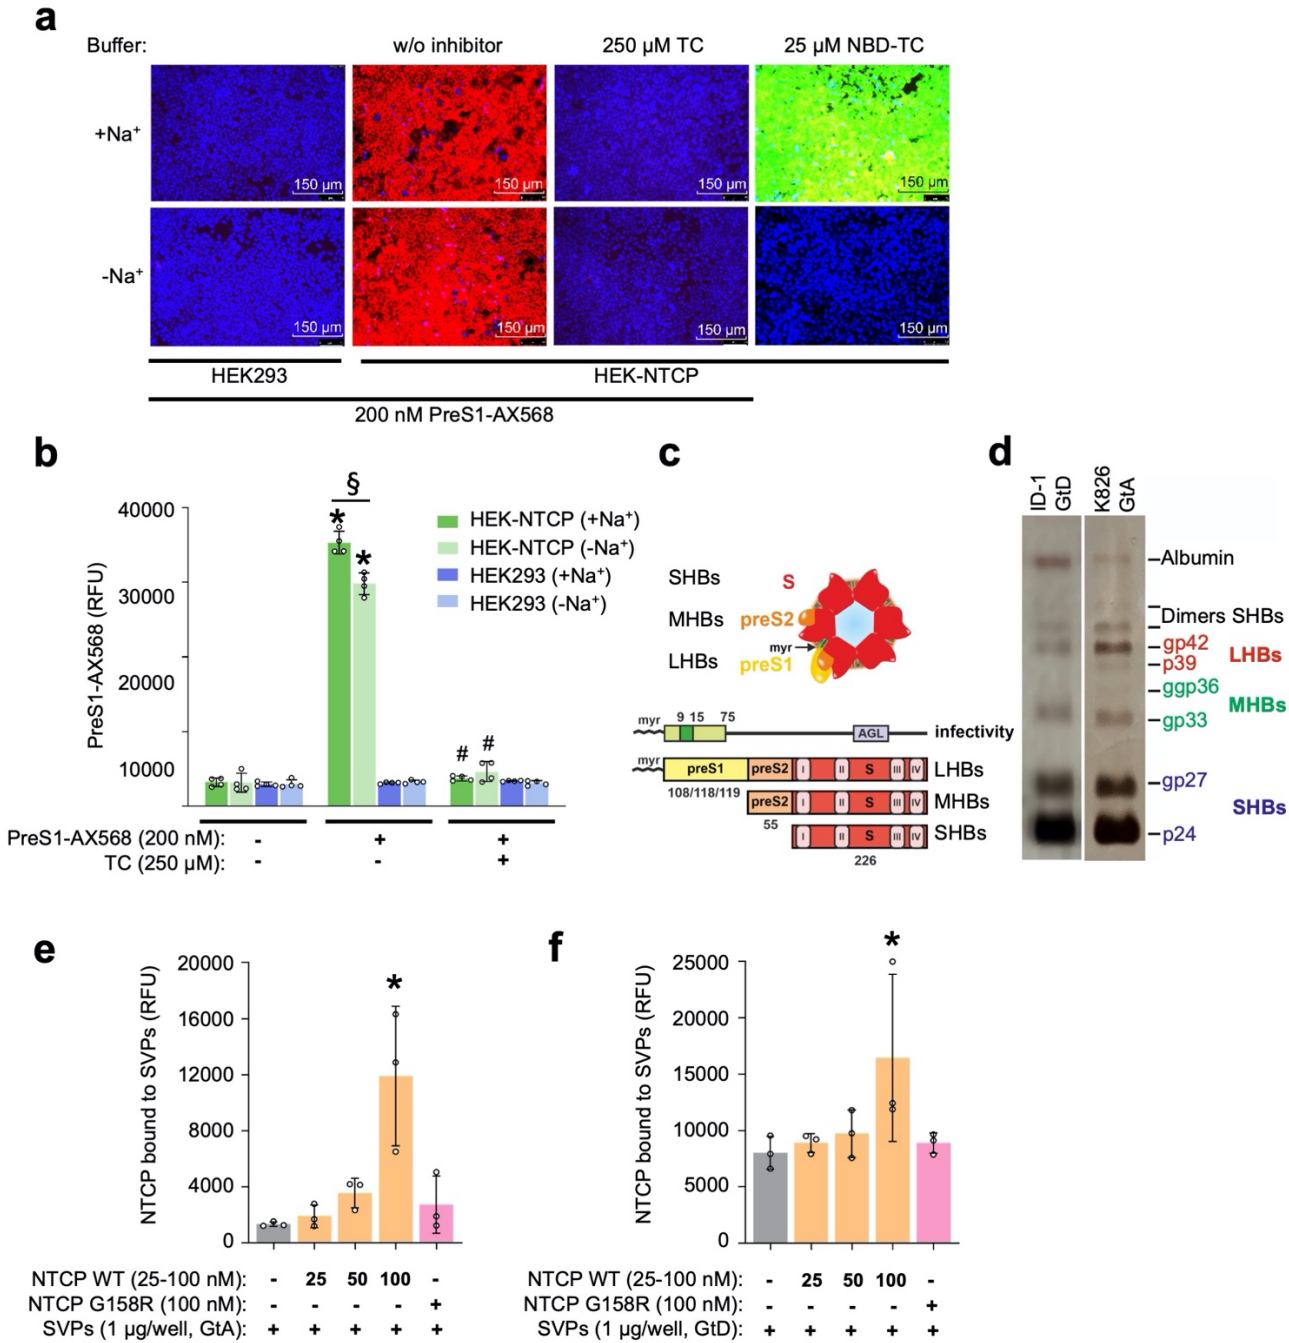 a
Buffer: w/o inhibitor 250 µM TC 25 µM NBD-TC
+Na⁺
150 µm 150 µm 150 µm 150 µm
-Na⁺
150 µm 150 µm 150 µm 150 µm
HEK293 HEK-NTCP
200 nM PreS1-AX568
b
PreS1-AX568 (RFU)
40000
30000
20000
10000
§
* *
# #
HEK-NTCP (+Na⁺)
HEK-NTCP (-Na⁺)
HEK293 (+Na⁺)
HEK293 (-Na⁺)
PreS1-AX568 (200 nM): - + +
TC (250 µM): - - +
c
SHBs S
MHBs preS2
myr
LHBs preS1
myr 9 15 75
AGL infectivity
myr preS1 preS2 I II S III IV LHBs
108/118/119 preS2 I II S III IV MHBs
55 I II S III IV SHBs
226
d
ID-1 GtD K826 GtA
Albumin
Dimers SHBs
gp42
p39
LHBs
ggp36
gp33
MHBs
gp27
p24
SHBs
e
NTCP bound to SVPs (RFU)
20000
16000
12000
8000
4000
0
*
NTCP WT (25-100 nM): - 25 50 100 -
NTCP G158R (100 nM): - - - - +
SVPs (1 µg/well, GtA): + + + + +
f
NTCP bound to SVPs (RFU)
25000
20000
15000
10000
5000
0
*
NTCP WT (25-100 nM): - 25 50 100 -
NTCP G158R (100 nM): - - - - +
SVPs (1 µg/well, GtD): + + + + +